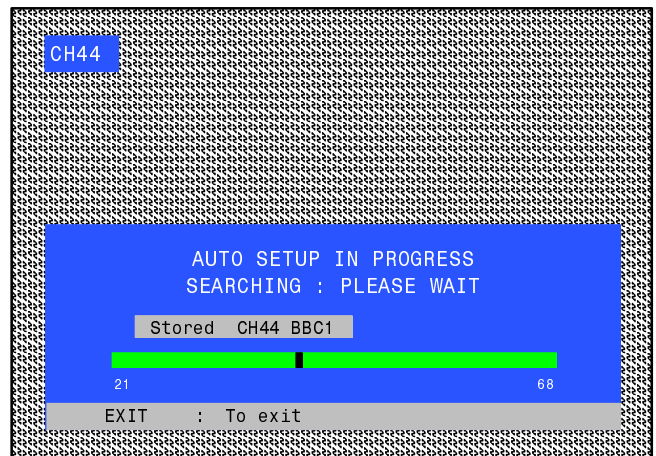 CH44
AUTO SETUP IN PROGRESS
SEARCHING : PLEASE WAIT
Stored CH44 BBC1
21 68
EXIT : To exit